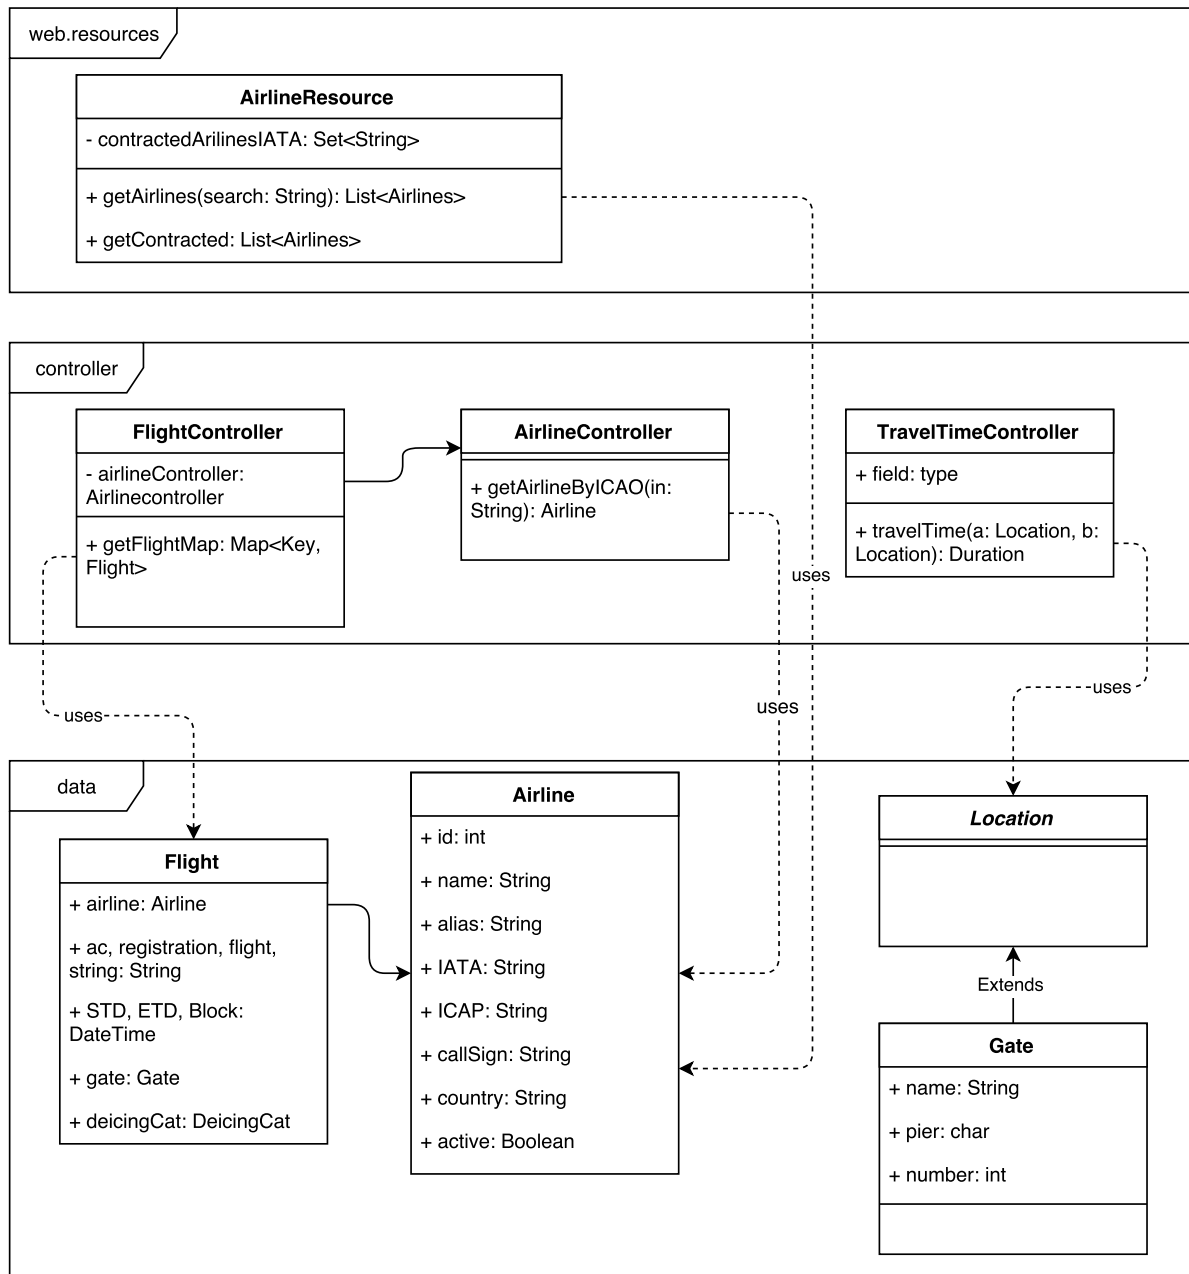 web.resources
AirlineResource
- contractedArilinesIATA: Set<String>
+ getAirlines(search: String): List<Airlines>
+ getContracted: List<Airlines>
controller
FlightController
- airlineController:
Airlinecontroller
+ getFlightMap: Map<Key,
Flight>
AirlineController
+ getAirlineByICAO(in:
String): Airline
TravelTimeController
+ field: type
+ travelTime(a: Location, b:
Location): Duration
uses
uses
uses
uses
data
Flight
+ airline: Airline
+ ac, registration, flight,
string: String
+ STD, ETD, Block:
DateTime
+ gate: Gate
+ deicingCat: DeicingCat
Airline
+ id: int
+ name: String
+ alias: String
+ IATA: String
+ ICAP: String
+ callSign: String
+ country: String
+ active: Boolean
Location
Extends
Gate
+ name: String
+ pier: char
+ number: int